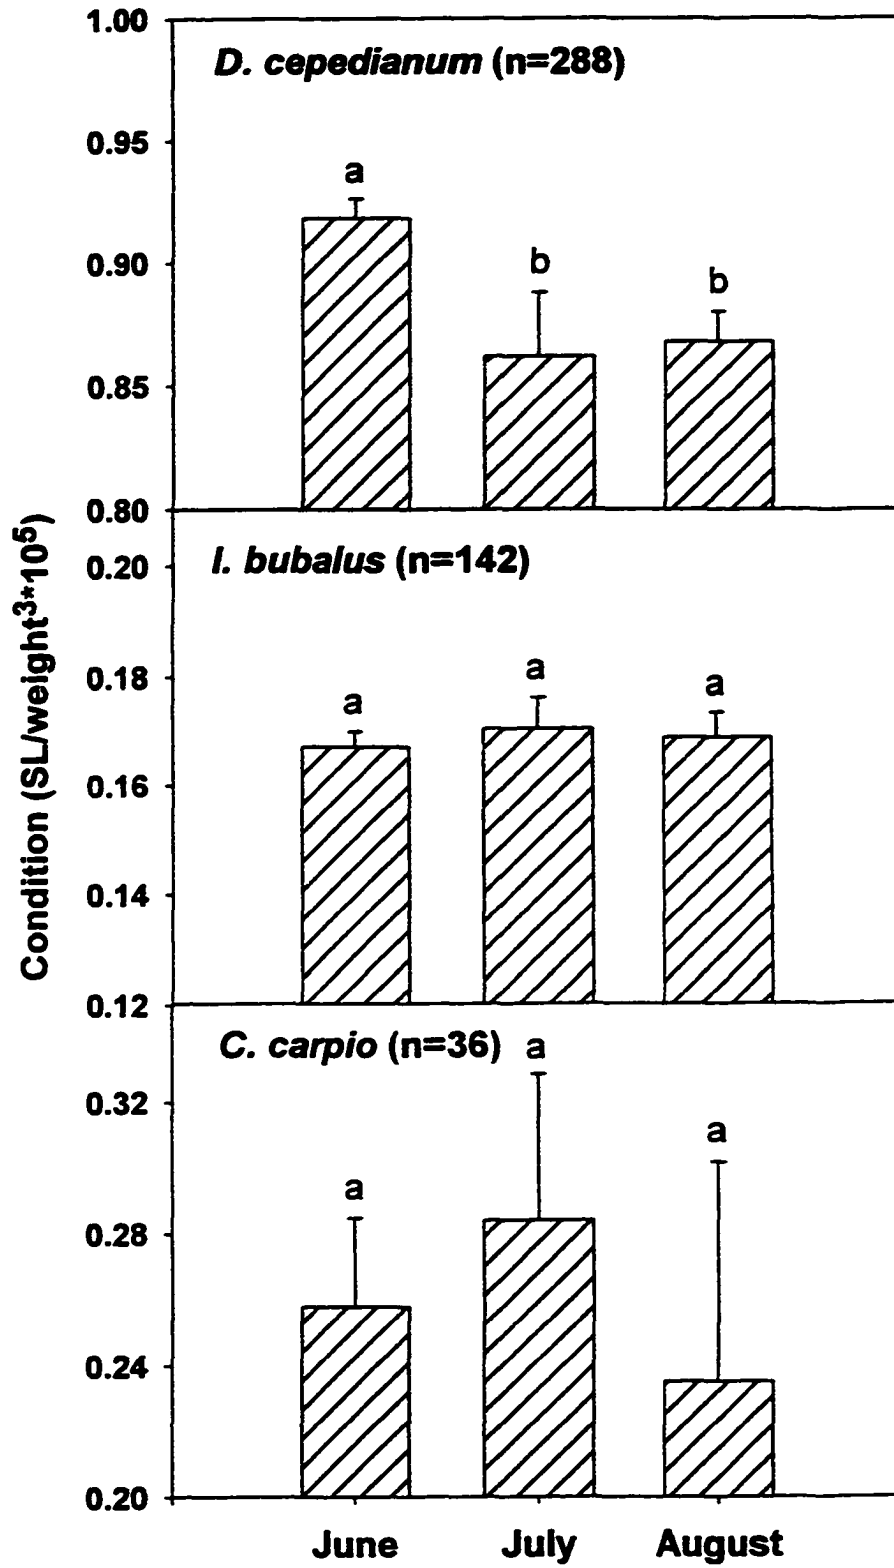 1.00
D. cepedianum (n=288)
0.95
a
0.90
b
b
0.85
0.80
Condition (SL/weight³*10⁵)
I. bubalus (n=142)
0.20
0.18
a
a
a
0.16
0.14
0.12
C. carpio (n=36)
a
0.32
a
a
0.28
0.24
0.20
June July August